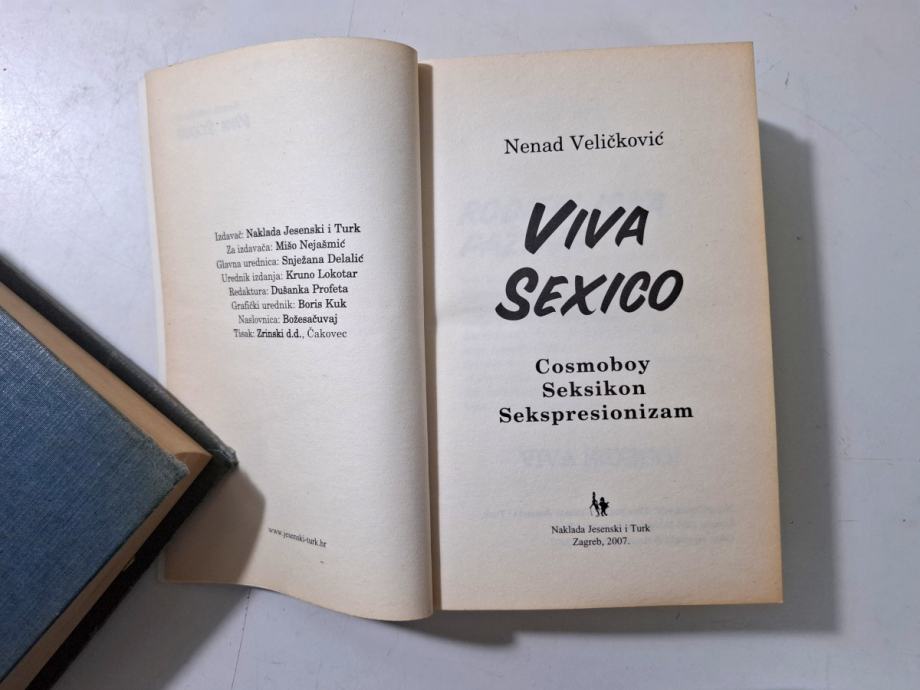 Izdavač: Naklada Jesenski i Turk
Za izdavača: Mišo Nejašmić
Glavna urednica: Snježana Delalić
Urednik izdanja: Kruno Lokotar
Redaktura: Dušanka Profeta
Grafički urednik: Boris Kuk
Naslovnica: Božesačuvaj
Tisak: Zrinski d.d., Čakovec
www.jesenski-turk.hr
Nenad Veličković
VIVA
SEXICO
Cosmoboy
Seksikon
Sekspresionizam
Naklada Jesenski i Turk
Zagreb, 2007.